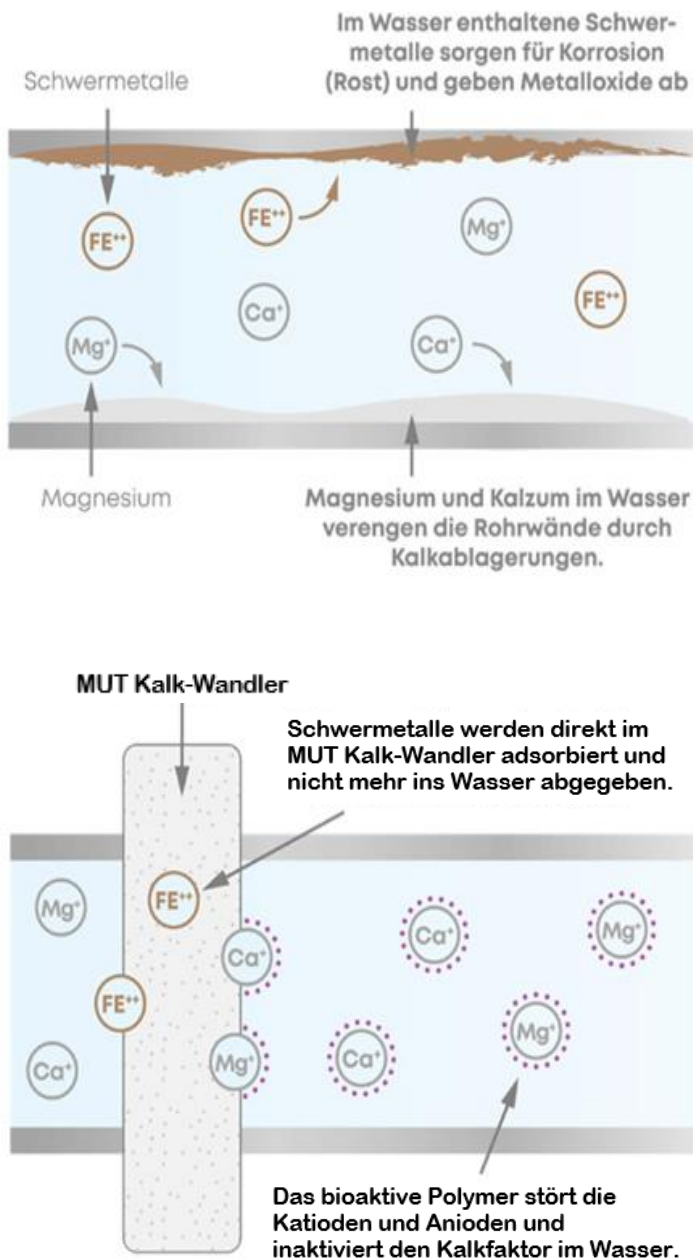 Im Wasser enthaltene Schwer-
metalle sorgen für Korrosion
(Rost) und geben Metalloxide ab
Schwermetalle
FE⁺⁺
FE⁺⁺
Mg⁺
FE⁺⁺
Ca⁺
Mg⁺
Ca⁺
Magnesium
Magnesium und Kalzum im Wasser
verengen die Rohrwände durch
Kalkablagerungen.
MUT Kalk-Wandler
Schwermetalle werden direkt im
MUT Kalk-Wandler adsorbiert und
nicht mehr ins Wasser abgegeben.
Mg⁺
FE⁺⁺
Ca⁺
Ca⁺
Mg⁺
FE⁺⁺
Ca⁺
Mg⁺
Ca⁺
Mg⁺
Das bioaktive Polymer stört die
Katioden und Anioden und
inaktiviert den Kalkfaktor im Wasser.